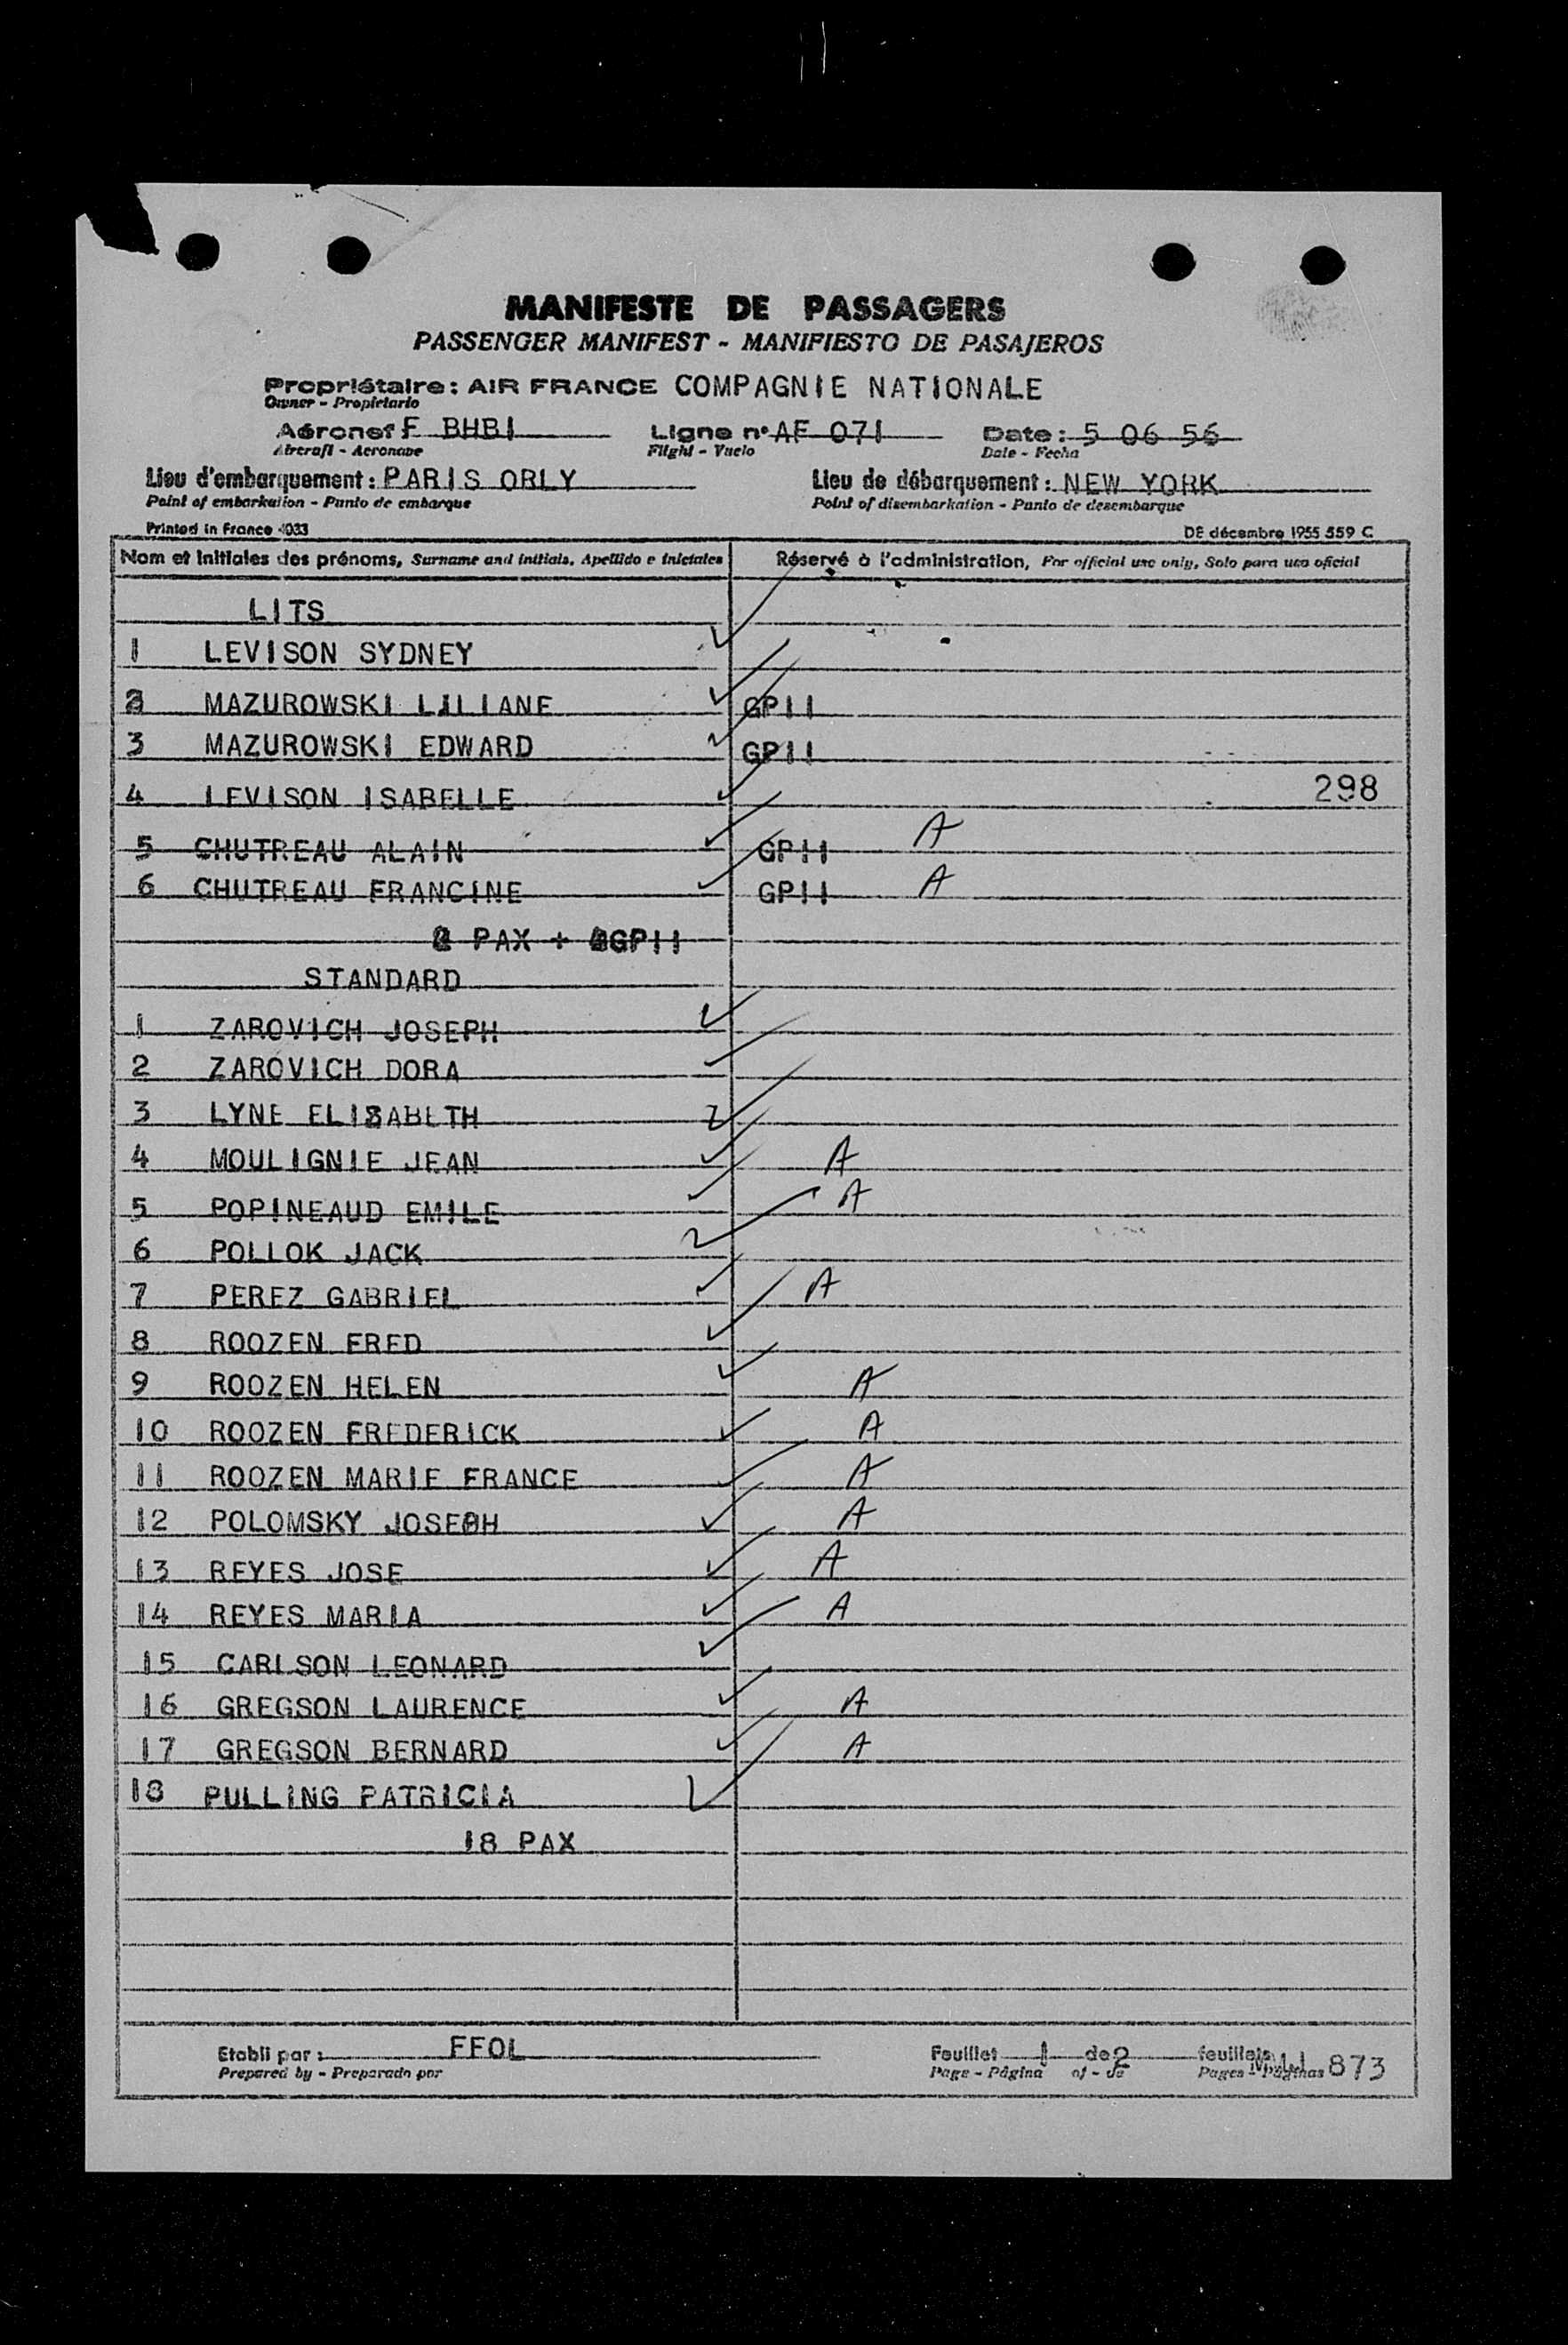 MANIFESTE DE PASSAGERS
PASSENGER MANIFEST - MANIFIESTO DE PASAJEROS
Propriétaire: AIR FRANCE COMPAGNIE NATIONALE
Owner - Propietario
Aéronef F BHBI Ligne n° AF 071 Date: 5 06 56
Aircraft - Aeronave Flight - Vuelo Date - Fecha
Lieu d'embarquement: PARIS ORLY Lieu de débarquement: NEW YORK
Point of embarkation - Punto de embarque Point of disembarkation - Punto de desembarque
Printed in France 4033 DE décembre 1955 559 C
Nom et initiales des prénoms, Surname and initials, Apellido e iniciales Réservé à l'administration, For official use only, Solo para uso oficial
LITS
1 LEVISON SYDNEY
2 MAZUROWSKI LILIANE GPII
3 MAZUROWSKI EDWARD GPII
4 LEVISON ISABELLE 298
5 CHUTREAU ALAIN GPII A
6 CHUTREAU FRANCINE GPII A
2 PAX + GPII
STANDARD
1 ZAROVICH JOSEPH
2 ZAROVICH DORA
3 LYNE ELISABETH
4 MOULIGNIE JEAN A
5 POPINEAUD EMILE A
6 POLLOK JACK
7 PEREZ GABRIEL A
8 ROOZEN FRED
9 ROOZEN HELEN A
10 ROOZEN FREDERICK A
11 ROOZEN MARIE FRANCE A
12 POLOMSKY JOSEPH A
13 REYES JOSE A
14 REYES MARIA A
15 CARLSON LEONARD
16 GREGSON LAURENCE A
17 GREGSON BERNARD A
18 PULLING PATRICIA
18 PAX
Etabli par: FFOL Feuillet 1 de 2 feuillets
Prepared by - Preparado por Page - Página of - de Pages - Páginas 873